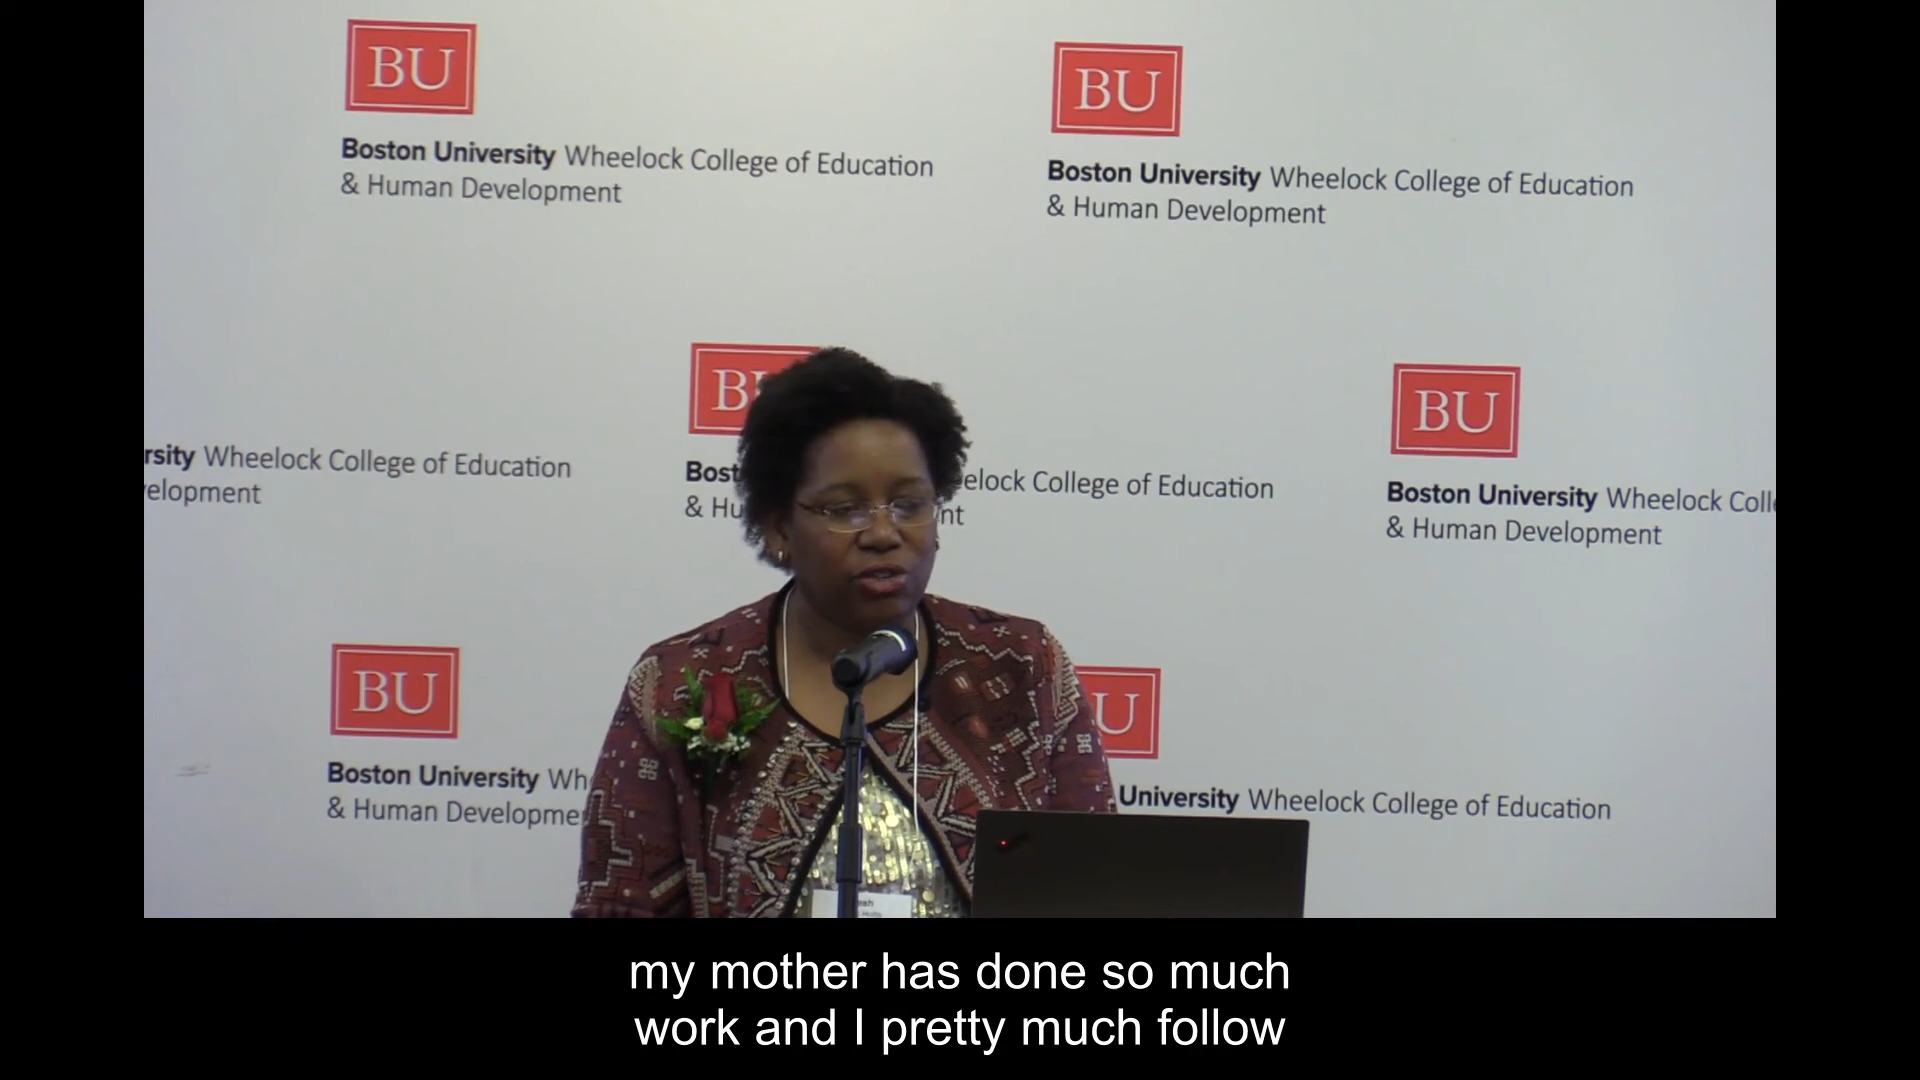 BU
Boston University Wheelock College of Education
& Human Development
BU
Boston University Wheelock College of Education
& Human Development
rsity Wheelock College of Education
velopment
B
Bost elock College of Education
& Hu nt
BU
Boston University Wheelock Coll
& Human Development
BU
Boston University Wh
& Human Developme
U
University Wheelock College of Education
my mother has done so much
work and I pretty much follow